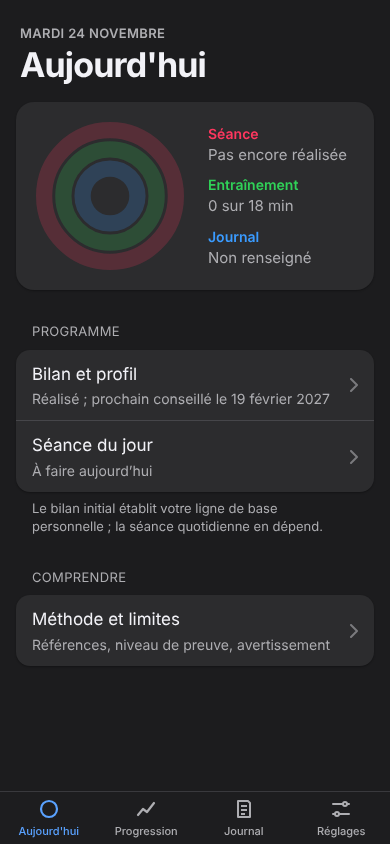 MARDI 24 NOVEMBRE
Aujourd'hui
Séance
Pas encore réalisée
Entraînement
0 sur 18 min
Journal
Non renseigné
PROGRAMME
Bilan et profil
Réalisé ; prochain conseillé le 19 février 2027
Séance du jour
À faire aujourd’hui
Le bilan initial établit votre ligne de base
personnelle ; la séance quotidienne en dépend.
COMPRENDRE
Méthode et limites
Références, niveau de preuve, avertissement
Aujourd'hui
Progression
Journal
Réglages